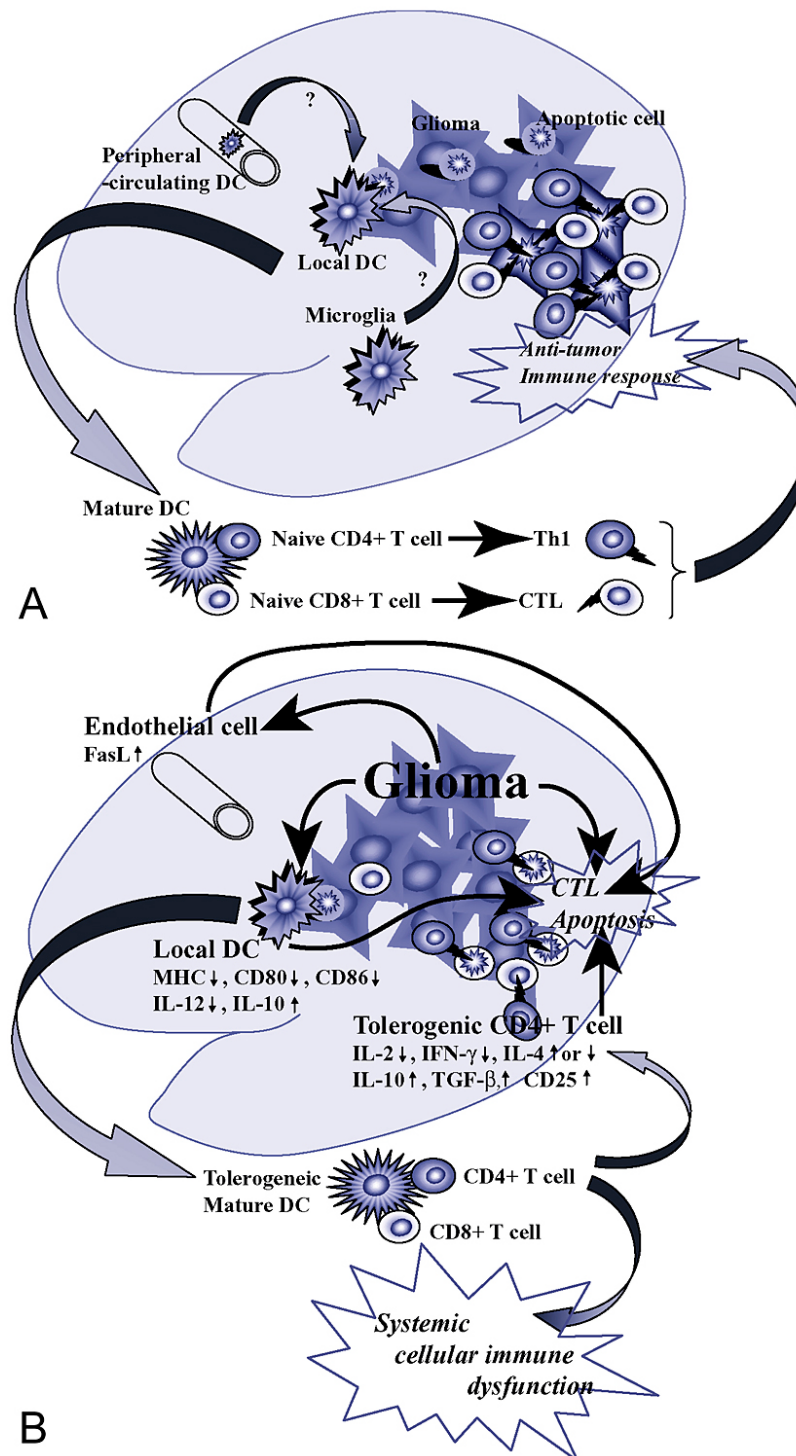 ?
Glioma
Apoptotic cell
Peripheral
-circulating DC
Local DC
?
Microglia
Anti-tumor
Immune response
Mature DC
Naive CD4+ T cell
Th1
Naive CD8+ T cell
CTL
A
Endothelial cell
FasL↑
Glioma
CTL
Apoptosis
Local DC
MHC↓, CD80↓, CD86↓
IL-12↓, IL-10↑
Tolerogenic CD4+ T cell
IL-2↓, IFN-γ↓, IL-4↑or↓
IL-10↑, TGF-β,↑ CD25↑
Tolerogeneic
Mature DC
CD4+ T cell
CD8+ T cell
Systemic
cellular immune
dysfunction
B